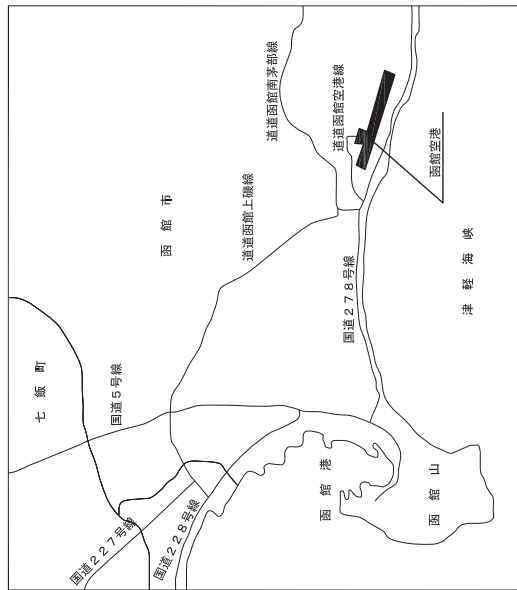 七飯町
国道5号線
国道227号線
国道228号線
函館市
道道函館上磯線
道道函館南茅部線
道道函館空港線
函館空港
国道278号線
津軽海峡
函館港
函館山